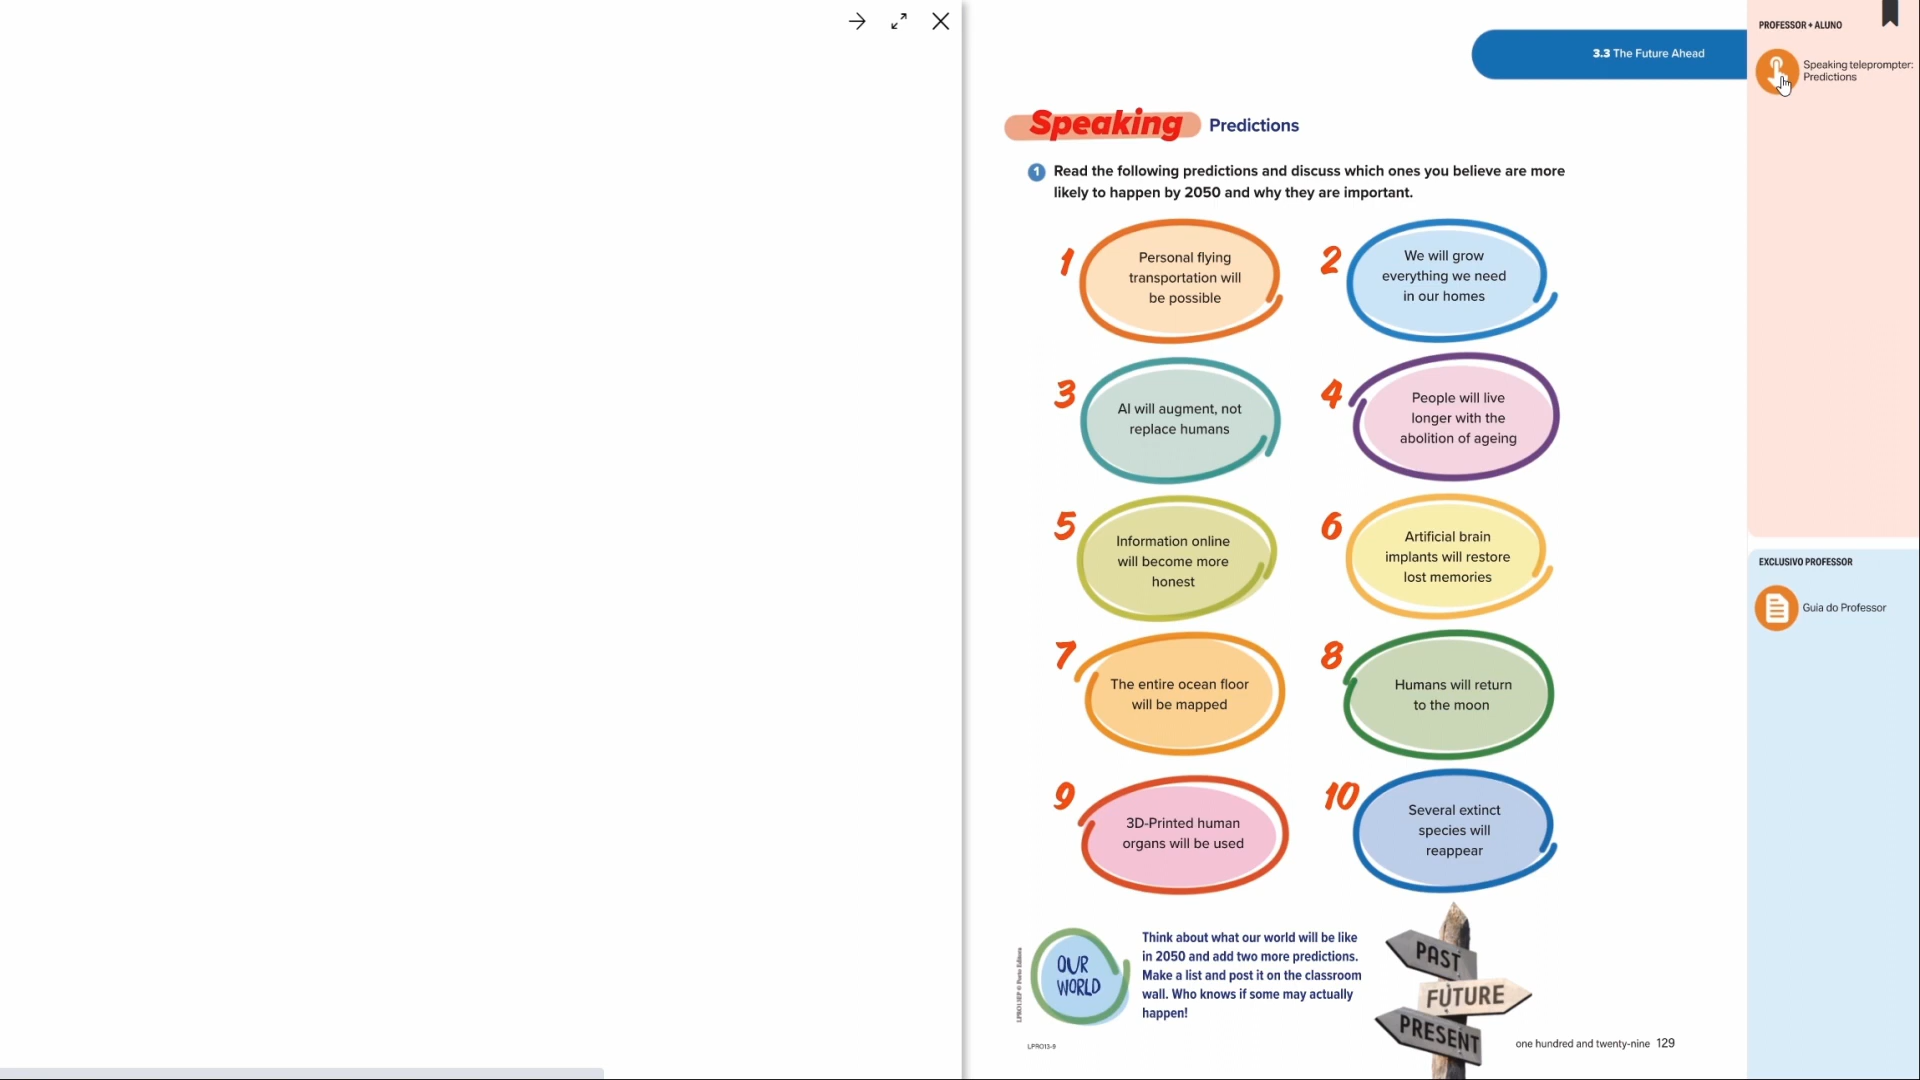 3.3 The Future Ahead
Speaking Predictions
1 Read the following predictions and discuss which ones you believe are more
likely to happen by 2050 and why they are important.
1
Personal flying
transportation will
be possible
2
We will grow
everything we need
in our homes
3
AI will augment, not
replace humans
4
People will live
longer with the
abolition of ageing
5
Information online
will become more
honest
6
Artificial brain
implants will restore
lost memories
7
The entire ocean floor
will be mapped
8
Humans will return
to the moon
9
3D-Printed human
organs will be used
10
Several extinct
species will
reappear
OUR
WORLD
Think about what our world will be like
in 2050 and add two more predictions.
Make a list and post it on the classroom
wall. Who knows if some may actually
happen!
PAST
FUTURE
PRESENT
LPRO13EP © Porto Editora
LPRO13-9
one hundred and twenty-nine 129
PROFESSOR + ALUNO
Speaking teleprompter:
Predictions
EXCLUSIVO PROFESSOR
Guia do Professor